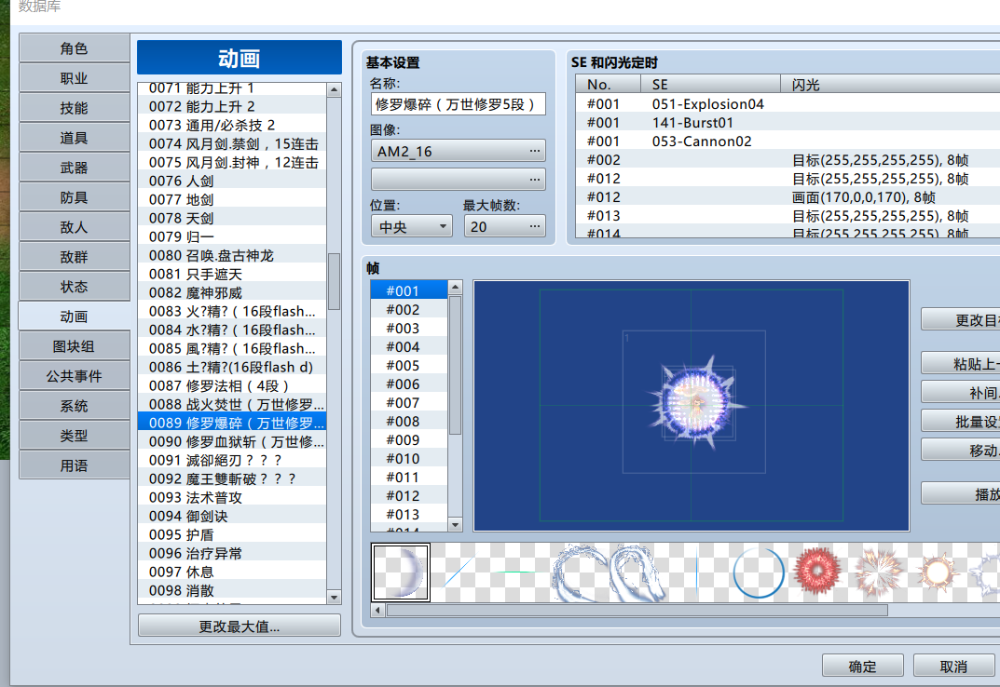 数据库
角色
职业
技能
道具
武器
防具
敌人
敌群
状态
动画
图块组
公共事件
系统
类型
用语
动画
0071 能力上升 1
0072 能力上升 2
0073 通用/必杀技 2
0074 风月剑.禁剑，15连击
0075 风月剑.封神，12连击
0076 人剑
0077 地剑
0078 天剑
0079 归一
0080 召唤.盘古神龙
0081 只手遮天
0082 魔神邪威
0083 火?精?（16段flash...
0084 水?精?（16段flash...
0085 風?精?（16段flash...
0086 土?精?(16段flash d)
0087 修罗法相（4段）
0088 战火焚世（万世修罗...
0089 修罗爆碎（万世修罗...
0090 修罗血狱斩（万世修...
0091 滅卻絕刃？？？
0092 魔王雙斬破？？？
0093 法术普攻
0094 御剑诀
0095 护盾
0096 治疗异常
0097 休息
0098 消散
更改最大值...
基本设置
名称:
修罗爆碎（万世修罗5段）
图像:
AM2_16
...
...
位置:
最大帧数:
中央
20
...
SE 和闪光定时
No. SE 闪光
#001 051-Explosion04
#001 141-Burst01
#001 053-Cannon02
#002 目标(255,255,255,255), 8帧
#012 目标(255,255,255,255), 8帧
#012 画面(170,0,0,170), 8帧
#013 目标(255,255,255,255), 8帧
#014 目标(255,255,255,255), 8帧
帧
#001
#002
#003
#004
#005
#006
#007
#008
#009
#010
#011
#012
#013
#014
1
更改目
粘贴上一
补间
批量设
移动
播放
确定
取消